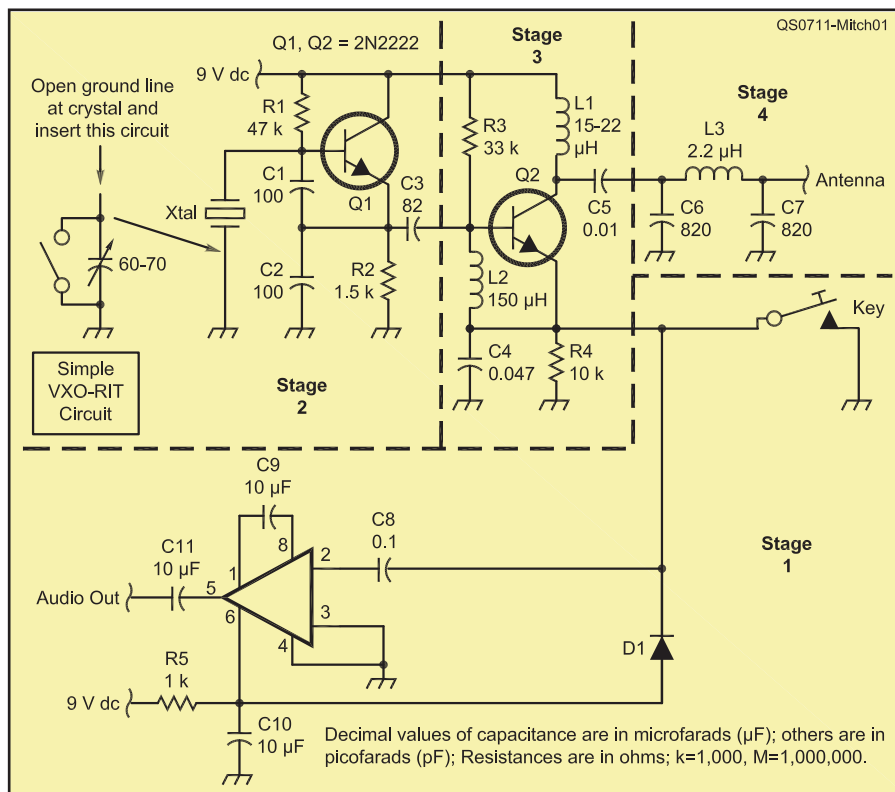 QS0711-Mitch01
Q1, Q2 = 2N2222
Stage
3
9 V dc
Open ground line
at crystal and
insert this circuit
R1
47 k
L1
15-22
µH
Stage
4
R3
33 k
L3
2.2 µH
C1
100
Q1
C3
82
Q2
Antenna
Xtal
C5
0.01
C6
820
C7
820
60-70
C2
100
R2
1.5 k
L2
150 µH
Key
Simple
VXO-RIT
Circuit
Stage
2
C4
0.047
R4
10 k
C9
10 µF
C8
0.1
Stage
1
C11
10 µF
1
8
2
Audio Out
5
6
3
4
D1
R5
1 k
9 V dc
C10
10 µF
Decimal values of capacitance are in microfarads (µF); others are in
picofarads (pF); Resistances are in ohms; k=1,000, M=1,000,000.